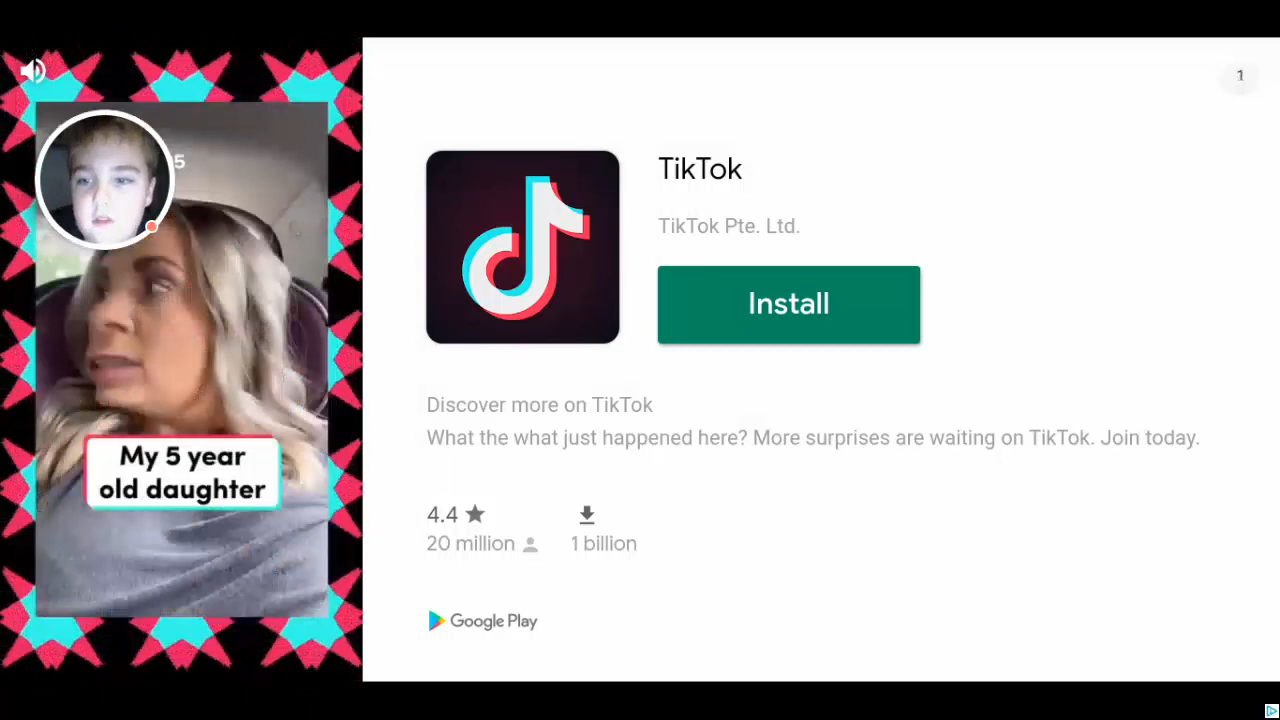 5
My 5 year
old daughter
1
TikTok
TikTok Pte. Ltd.
Install
Discover more on TikTok
What the what just happened here? More surprises are waiting on TikTok. Join today.
4.4
20 million
1 billion
Google Play